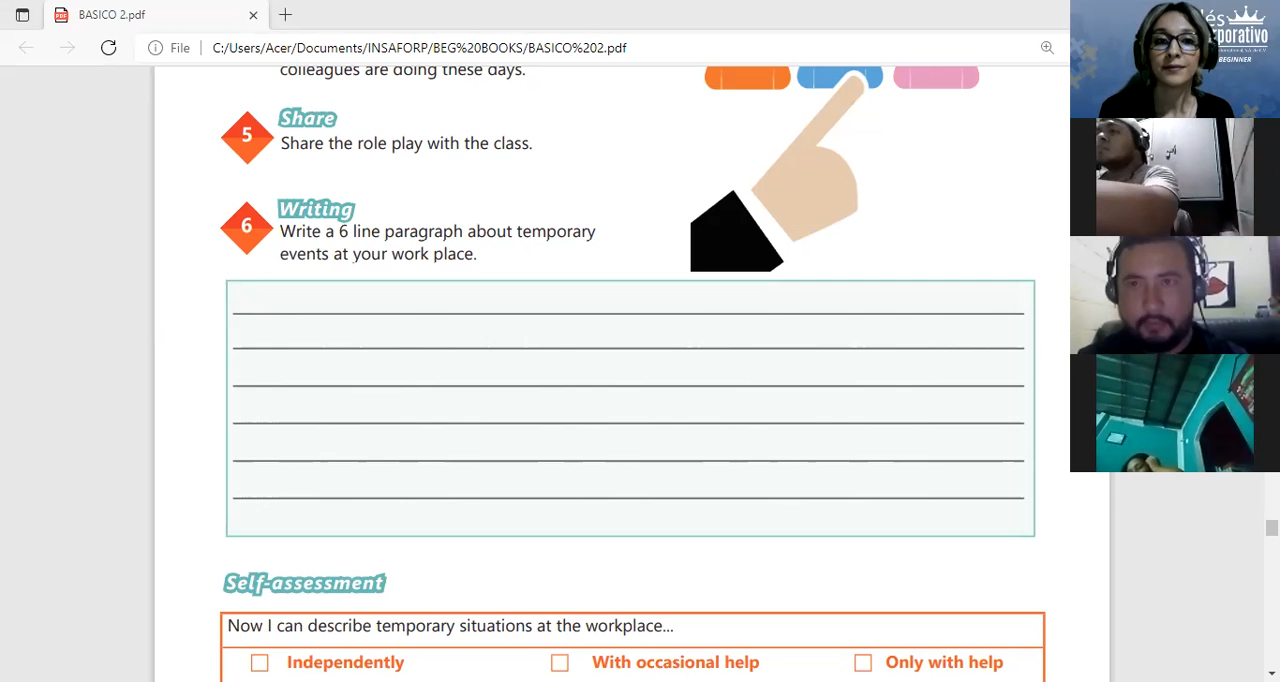 BASICO 2.pdf
File C:/Users/Acer/Documents/INSAFORP/BEG%20BOOKS/BASICO%202.pdf
colleagues are doing these days.
5 Share
Share the role play with the class.
6 Writing
Write a 6 line paragraph about temporary
events at your work place.
Self-assessment
Now I can describe temporary situations at the workplace...
Independently With occasional help Only with help
BEGINNER